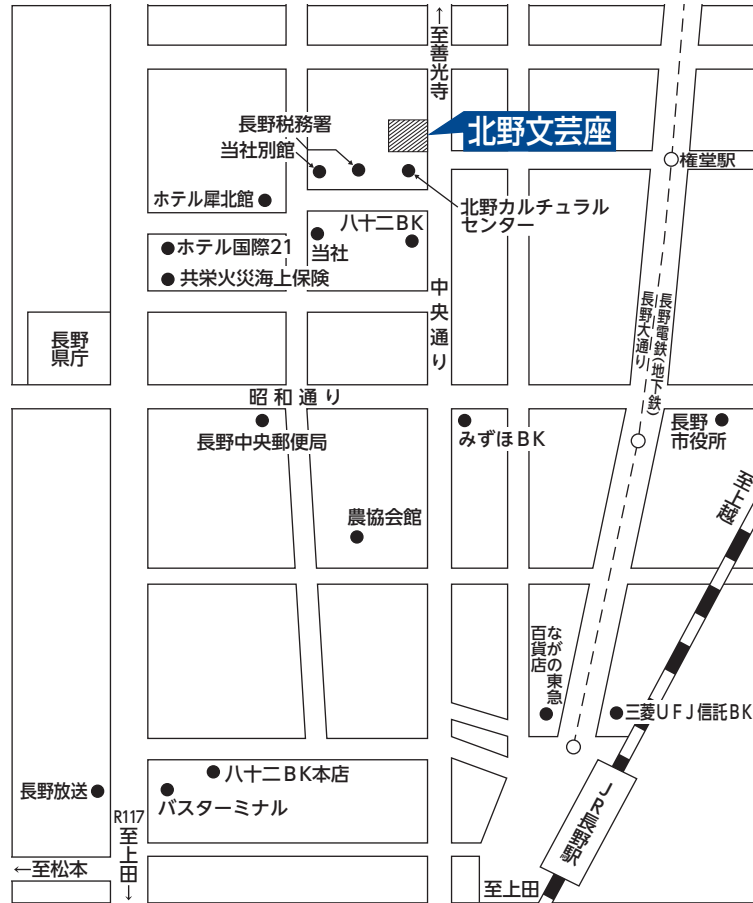 ↑至善光寺
長野税務署
当社別館
北野文芸座
権堂駅
ホテル犀北館
北野カルチュラル
センター
八十二BK
当社
ホテル国際21
共栄火災海上保険
中央通り
長野電鉄(地下鉄)
長野大通り
長野
県庁
昭和通り
長野中央郵便局
みずほBK
長野
市役所
至上越
農協会館
ながの東急
百貨店
三菱UFJ信託BK
八十二BK本店
長野放送
バスターミナル
JR長野駅
R117
至上田→
←至松本
至上田